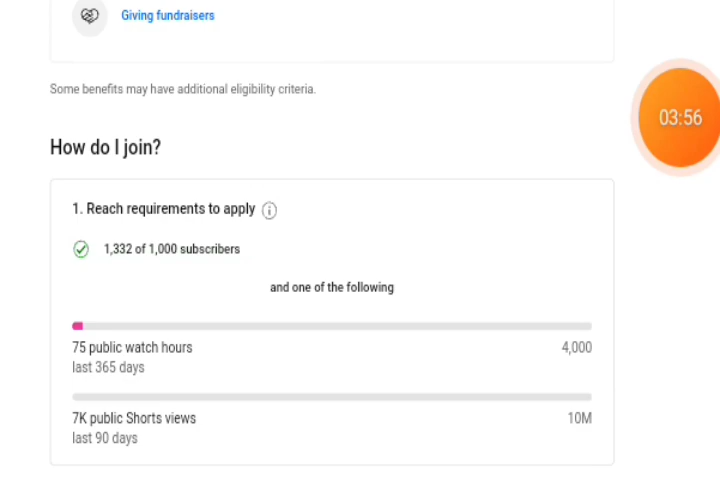 Giving fundraisers
Some benefits may have additional eligibility criteria.
03:56
How do I join?
1. Reach requirements to apply
1,332 of 1,000 subscribers
and one of the following
75 public watch hours
4,000
last 365 days
7K public Shorts views
10M
last 90 days